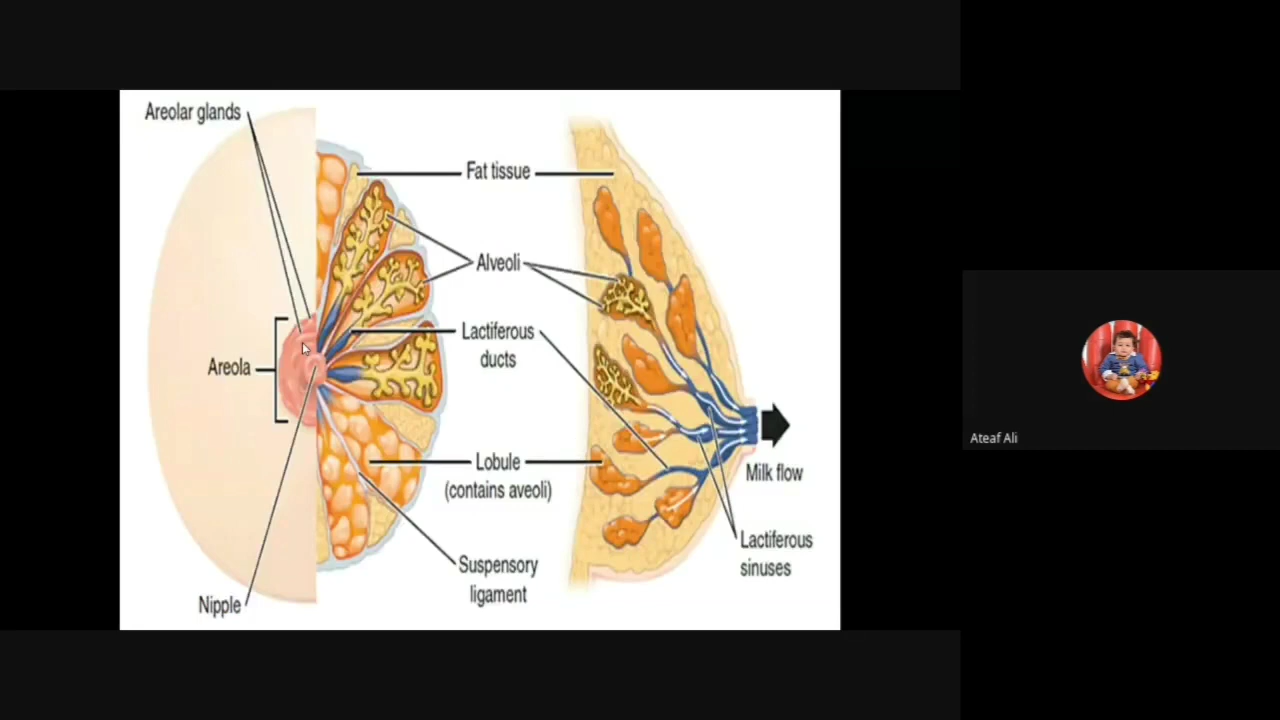 Areolar glands
Fat tissue
Alveoli
Lactiferous
ducts
Areola
Lobule
(contains aveoli)
Milk flow
Lactiferous
sinuses
Suspensory
ligament
Nipple
Ateaf Ali